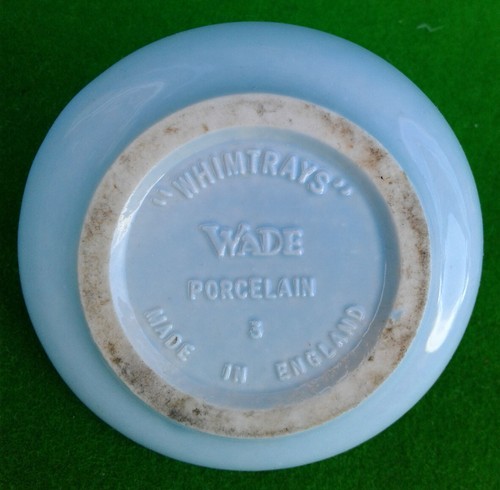 "WHIMTRAYS"
WADE
PORCELAIN
3
MADE IN ENGLAND